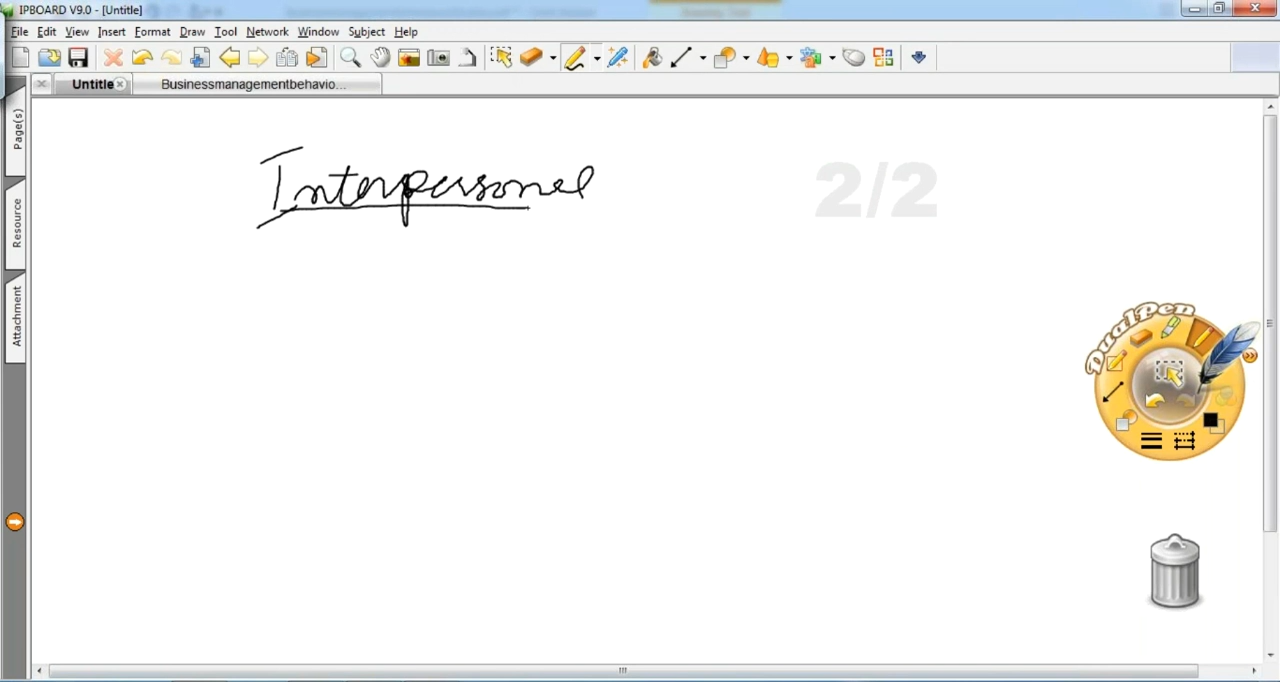 IPBOARD V9.0 - [Untitle]
File Edit View Insert Format Draw Tool Network Window Subject Help
Untitle Businessmanagementbehavio...
Page(s)
Resource
Attachment
Interpersonel
2/2
DualPen